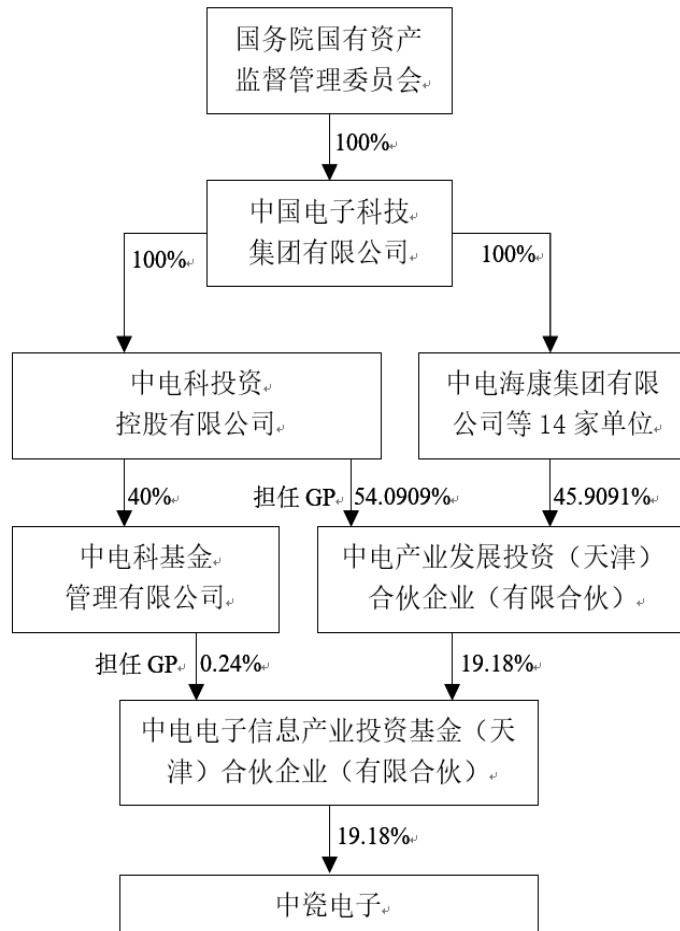 国务院国有资产
监督管理委员会
100%
中国电子科技
集团有限公司
100%
100%
中电科投资
控股有限公司
中电海康集团有限
公司等 14 家单位
40%
担任 GP
54.0909%
45.9091%
中电科基金
管理有限公司
中电产业发展投资（天津）
合伙企业（有限合伙）
担任 GP
0.24%
19.18%
中电电子信息产业投资基金（天
津）合伙企业（有限合伙）
19.18%
中瓷电子